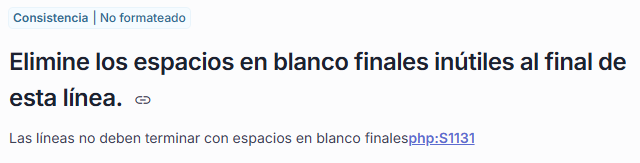 Consistencia | No formateado
Elimine los espacios en blanco finales inútiles al final de
esta línea.
Las líneas no deben terminar con espacios en blanco finalesphp:S1131